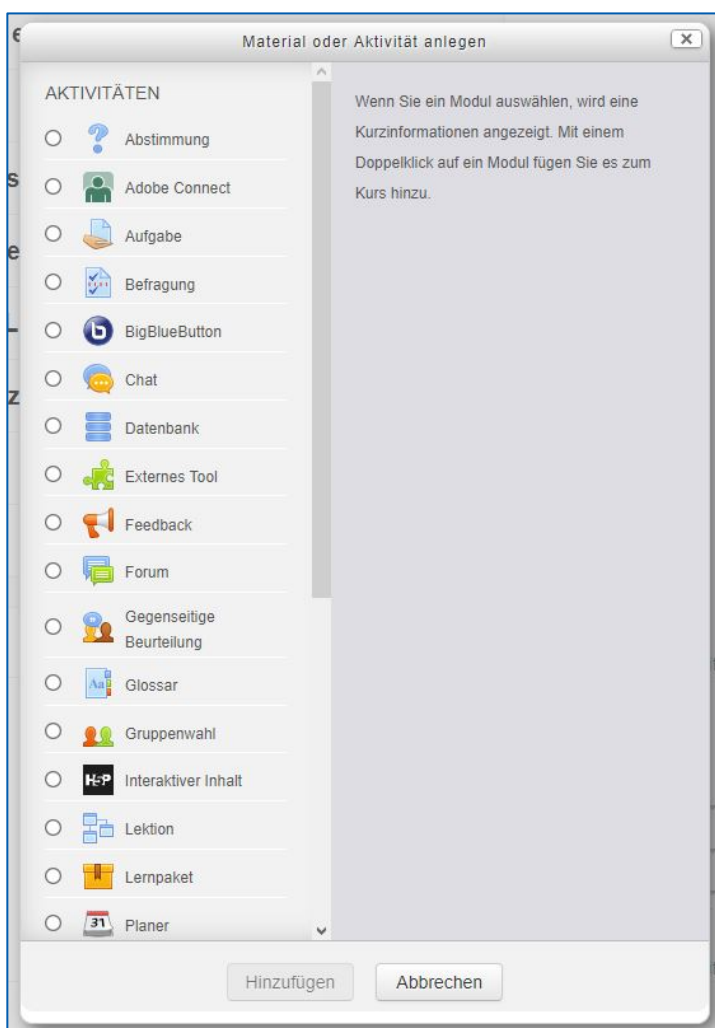 Material oder Aktivität anlegen
AKTIVITÄTEN
Abstimmung
Adobe Connect
Aufgabe
Befragung
BigBlueButton
Chat
Datenbank
Externes Tool
Feedback
Forum
Gegenseitige
Beurteilung
Glossar
Gruppenwahl
H5P Interaktiver Inhalt
Lektion
Lernpaket
31 Planer
Wenn Sie ein Modul auswählen, wird eine
Kurzinformationen angezeigt. Mit einem
Doppelklick auf ein Modul fügen Sie es zum
Kurs hinzu.
Hinzufügen
Abbrechen